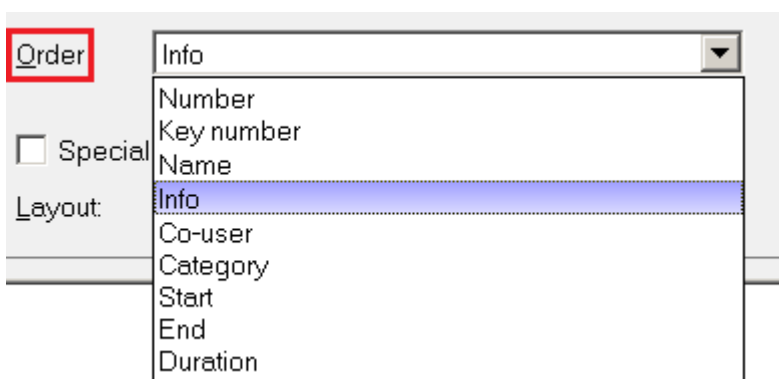 Order Info
Number
Key number
Special
Name
Info
Layout:
Co-user
Category
Start
End
Duration